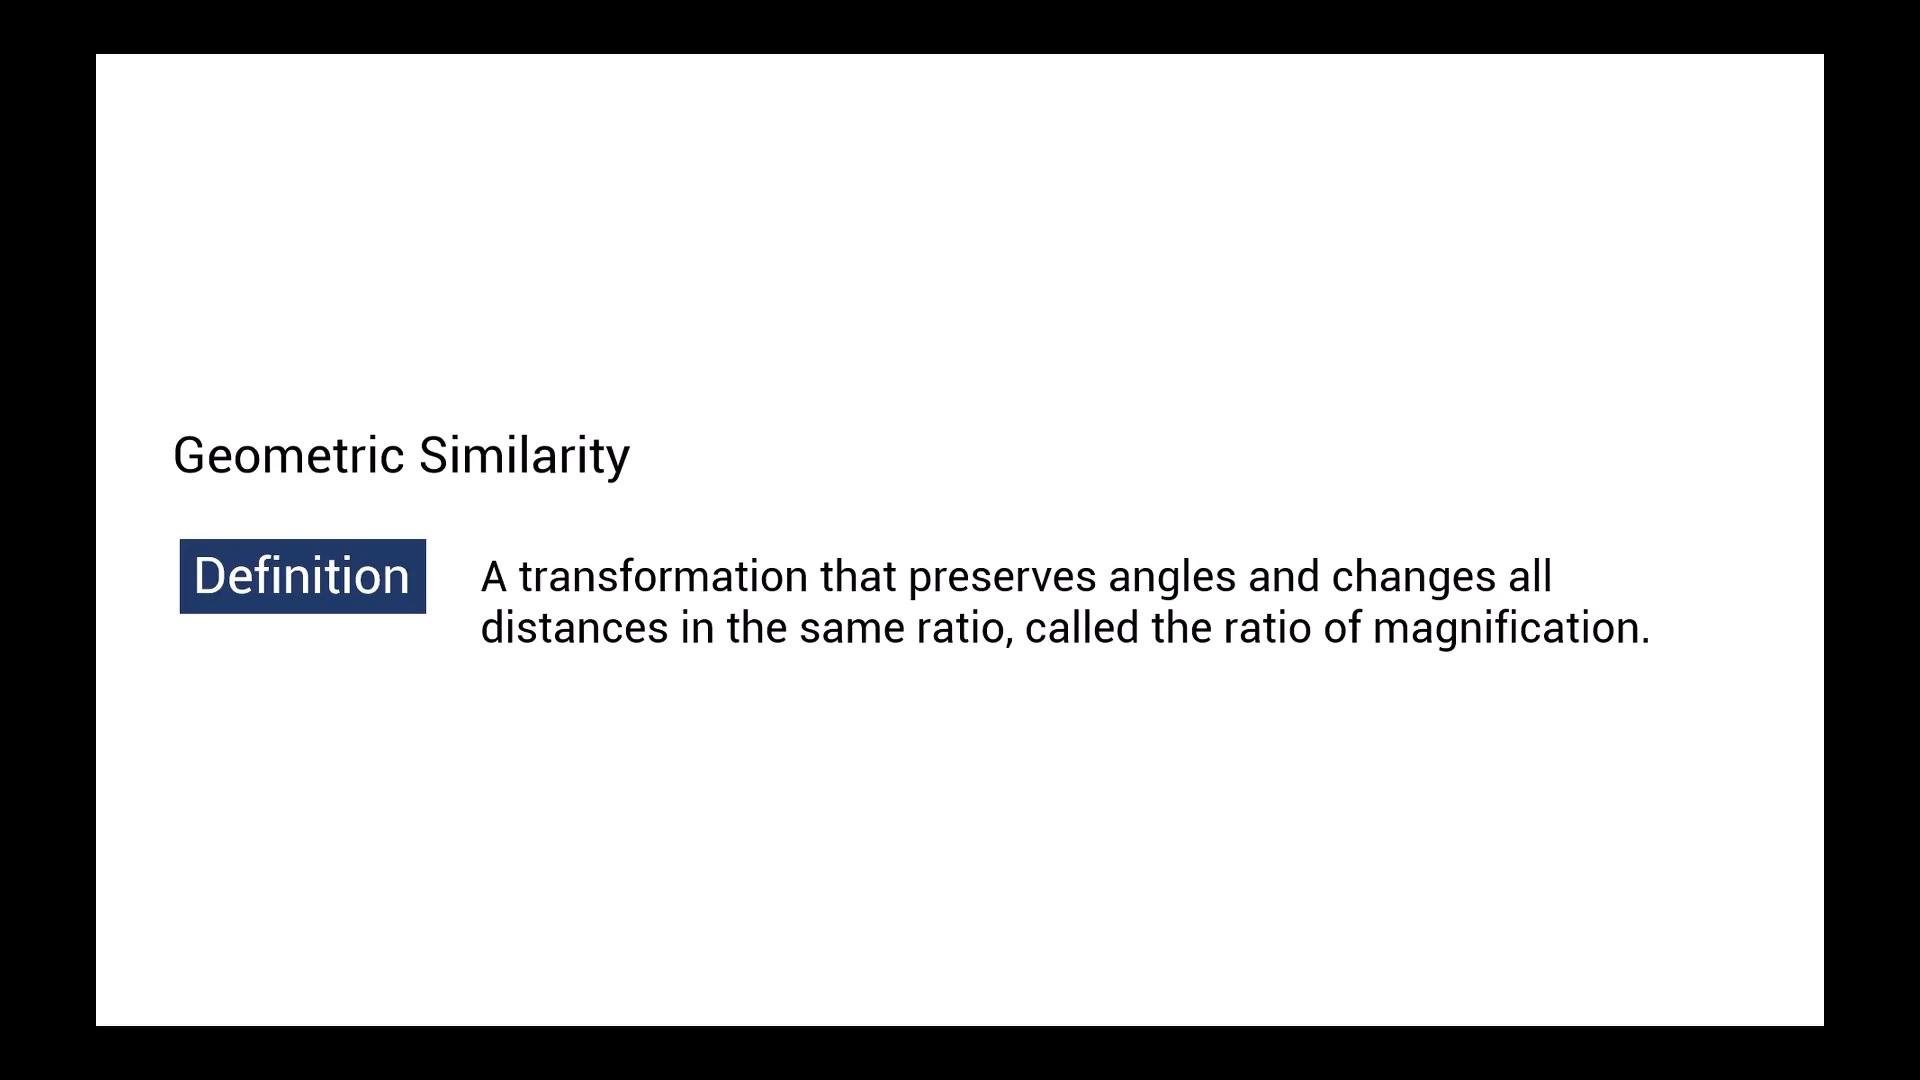 Geometric Similarity
Definition
A transformation that preserves angles and changes all
distances in the same ratio, called the ratio of magnification.